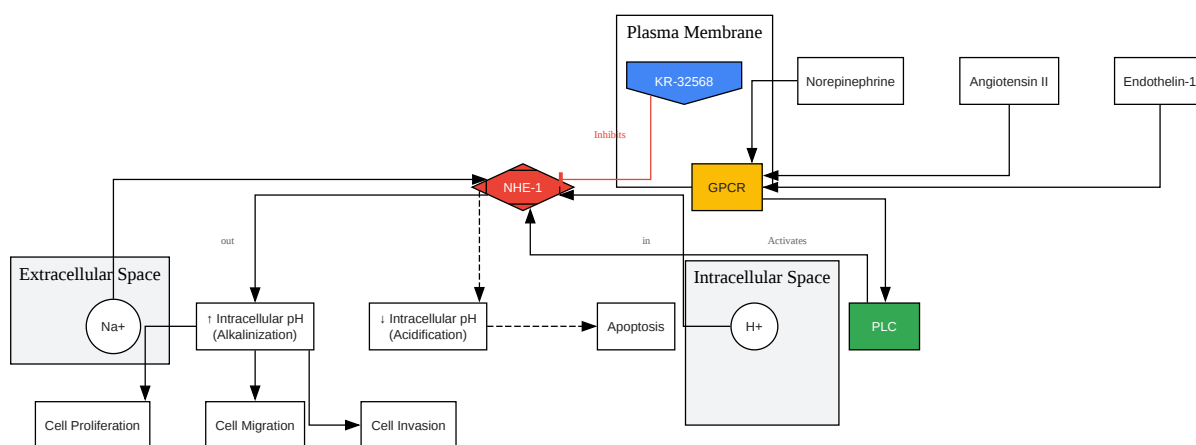 Plasma Membrane
KR-32568
Norepinephrine
Angiotensin II
Endothelin-1
Inhibits
NHE-1
GPCR
out
in
Activates
Extracellular Space
Intracellular Space
Na+
↑ Intracellular pH
(Alkalinization)
↓ Intracellular pH
(Acidification)
Apoptosis
H+
PLC
Cell Proliferation
Cell Migration
Cell Invasion